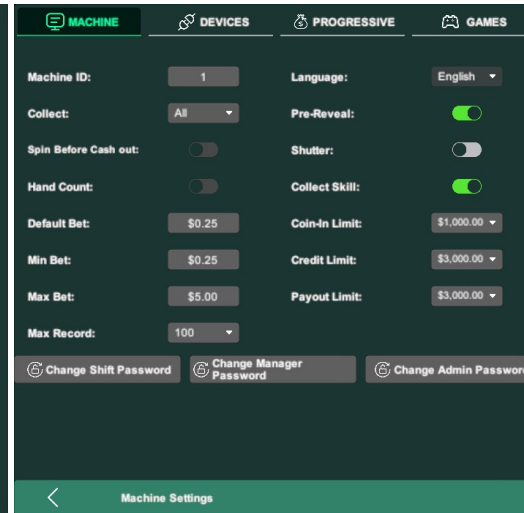 MACHINE DEVICES PROGRESSIVE GAMES
Machine ID: 1 Language: English
Collect: All Pre-Reveal:
Spin Before Cash out: Shutter:
Hand Count: Collect Skill:
Default Bet: $0.25 Coin-In Limit: $1,000.00
Min Bet: $0.25 Credit Limit: $3,000.00
Max Bet: $5.00 Payout Limit: $3,000.00
Max Record: 100
Change Shift Password Change Manager Password Change Admin Passwor
Machine Settings